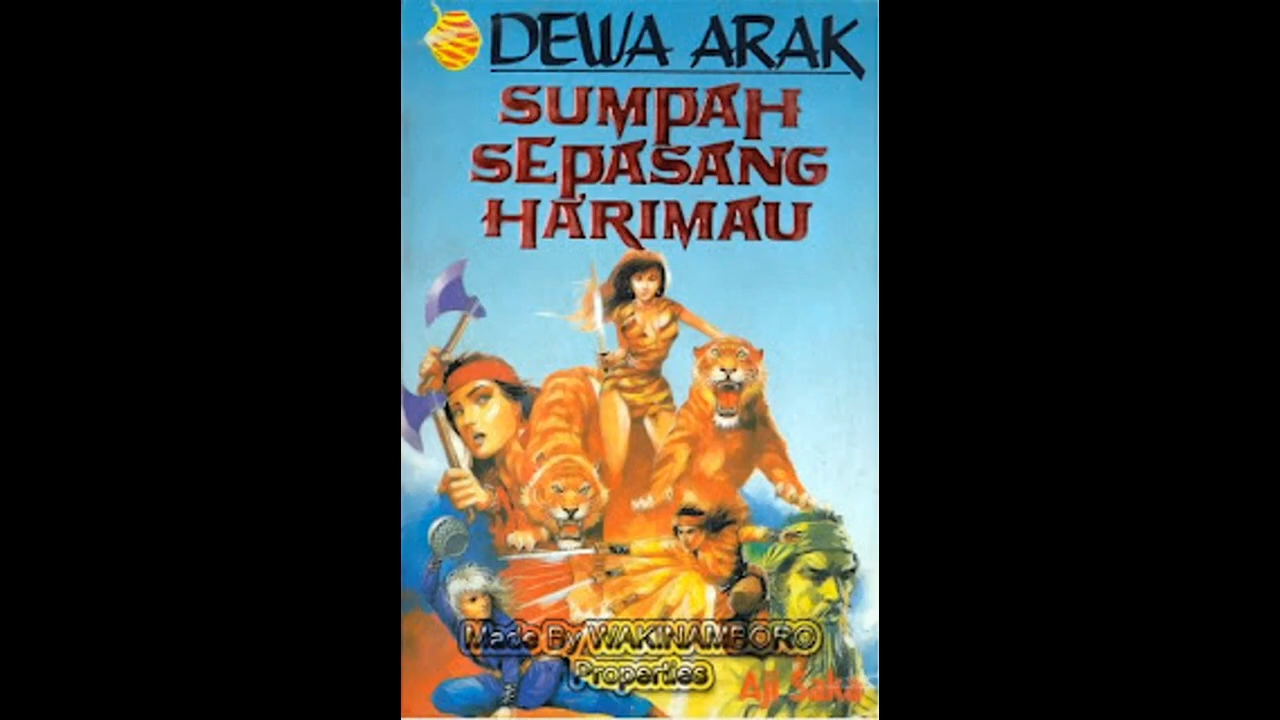 DEWA ARAK
SUMPAH
SEPASANG
HARIMAU
Made By WAKINAMBORO
Properties
Aji Saka